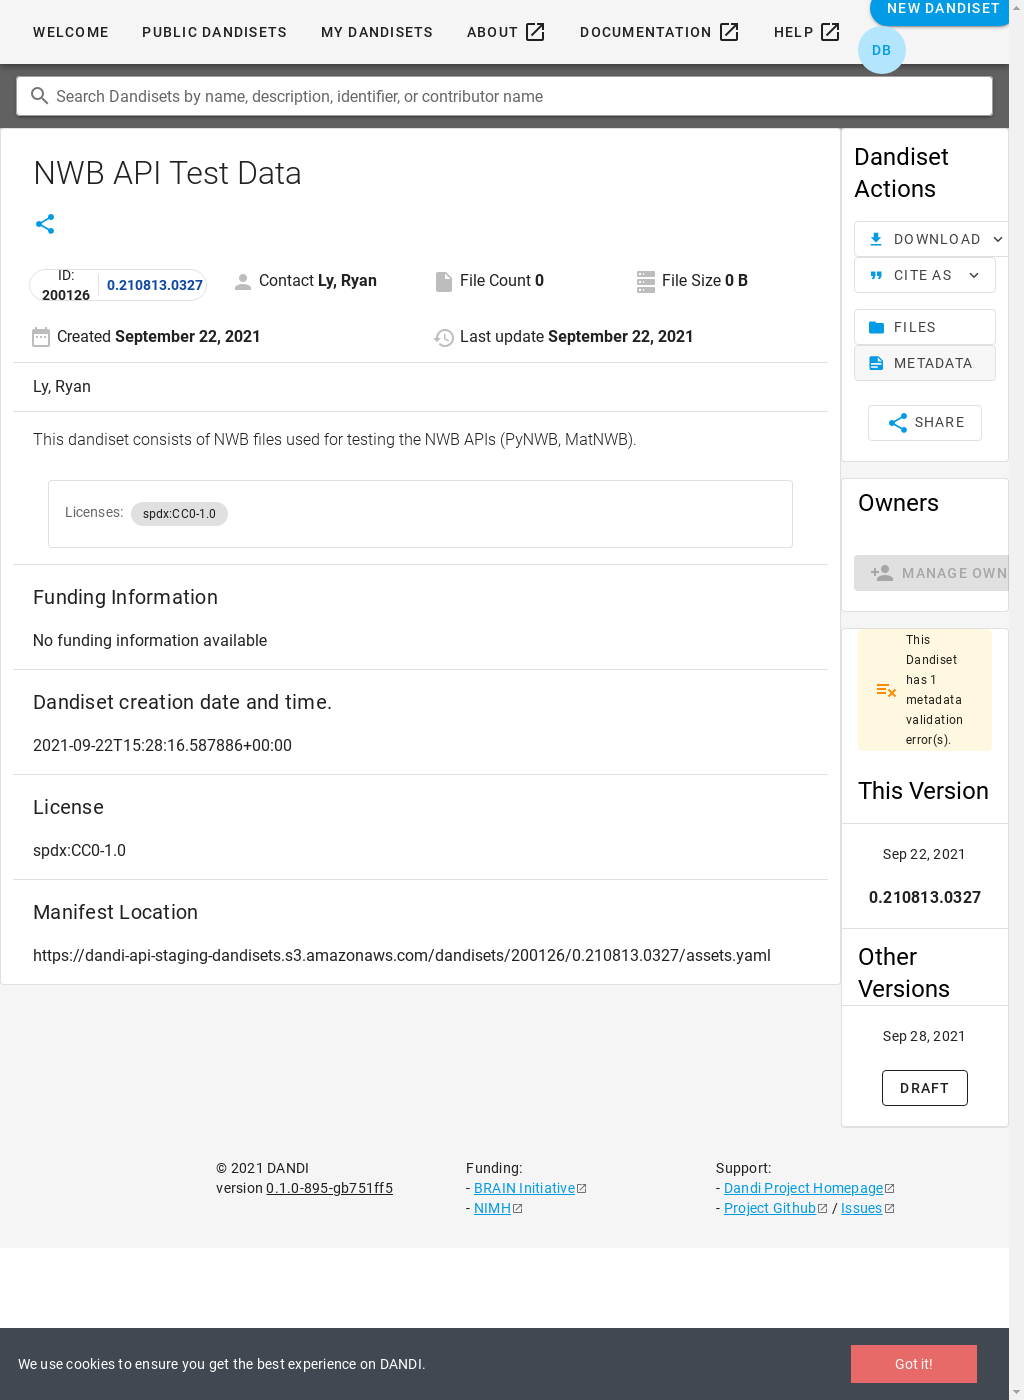 WELCOME PUBLIC DANDISETS MY DANDISETS ABOUT DOCUMENTATION HELP NEW DANDISET
DB
Search Dandisets by name, description, identifier, or contributor name
NWB API Test Data
ID: 200126 0.210813.0327 Contact Ly, Ryan File Count 0 File Size 0 B
Created September 22, 2021 Last update September 22, 2021
Ly, Ryan
This dandiset consists of NWB files used for testing the NWB APIs (PyNWB, MatNWB).
Licenses: spdx:CC0-1.0
Funding Information
No funding information available
Dandiset creation date and time.
2021-09-22T15:28:16.587886+00:00
License
spdx:CC0-1.0
Manifest Location
https://dandi-api-staging-dandisets.s3.amazonaws.com/dandisets/200126/0.210813.0327/assets.yaml
Dandiset
Actions
DOWNLOAD
CITE AS
FILES
METADATA
SHARE
Owners
MANAGE OWN
This
Dandiset
has 1
metadata
validation
error(s).
This Version
Sep 22, 2021
0.210813.0327
Other
Versions
Sep 28, 2021
DRAFT
© 2021 DANDI
version 0.1.0-895-gb751ff5
Funding:
- BRAIN Initiative
- NIMH
Support:
- Dandi Project Homepage
- Project Github / Issues
We use cookies to ensure you get the best experience on DANDI.
Got it!